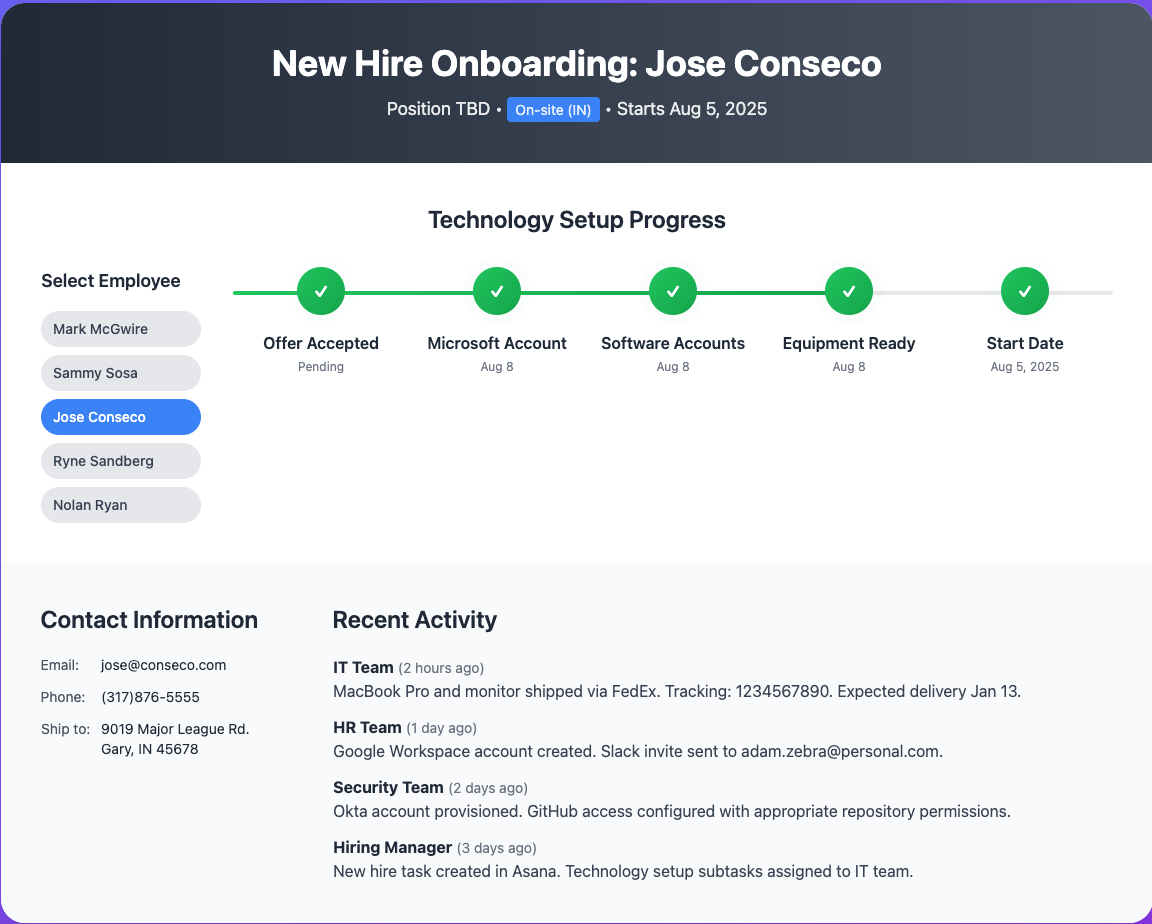 New Hire Onboarding: Jose Conseco
Position TBD • On-site (IN) • Starts Aug 5, 2025
Technology Setup Progress
Select Employee
Mark McGwire
Sammy Sosa
Jose Conseco
Ryne Sandberg
Nolan Ryan
Offer Accepted
Pending
Microsoft Account
Aug 8
Software Accounts
Aug 8
Equipment Ready
Aug 8
Start Date
Aug 5, 2025
Contact Information
Email: jose@conseco.com
Phone: (317)876-5555
Ship to: 9019 Major League Rd.
Gary, IN 45678
Recent Activity
IT Team (2 hours ago)
MacBook Pro and monitor shipped via FedEx. Tracking: 1234567890. Expected delivery Jan 13.
HR Team (1 day ago)
Google Workspace account created. Slack invite sent to adam.zebra@personal.com.
Security Team (2 days ago)
Okta account provisioned. GitHub access configured with appropriate repository permissions.
Hiring Manager (3 days ago)
New hire task created in Asana. Technology setup subtasks assigned to IT team.